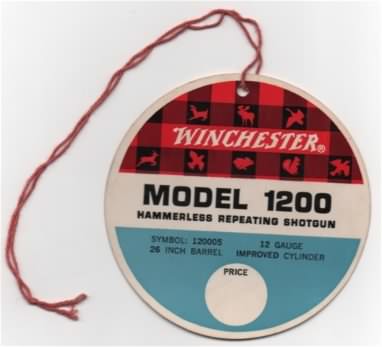 WINCHESTER®
MODEL 1200
HAMMERLESS REPEATING SHOTGUN
SYMBOL: 120005 12 GAUGE
26 INCH BARREL IMPROVED CYLINDER
PRICE